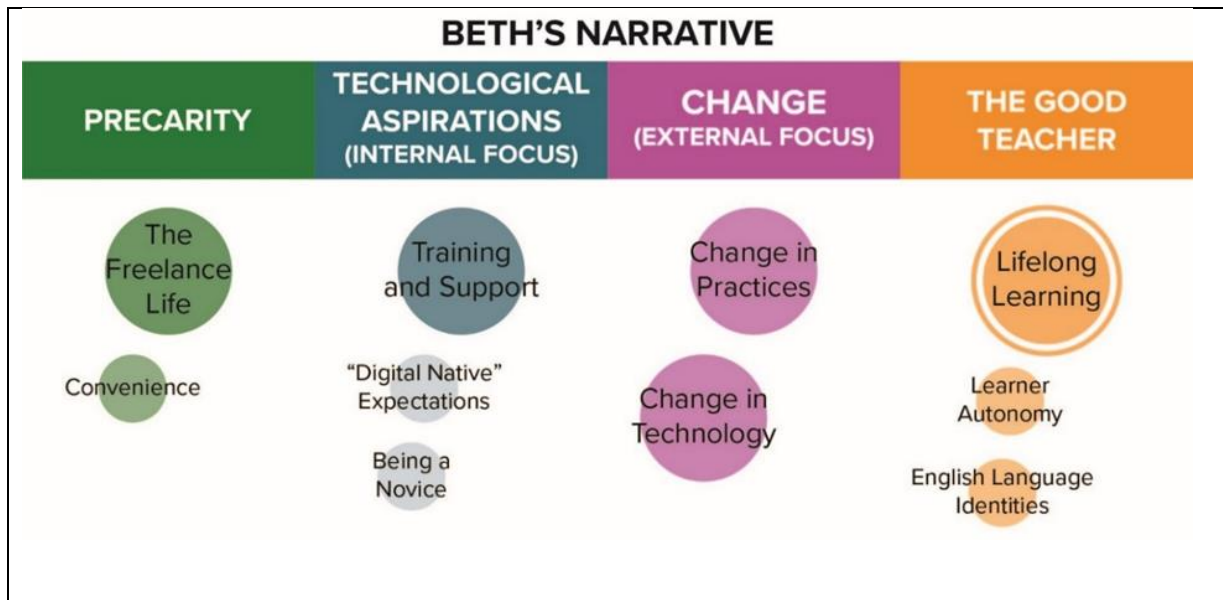 BETH'S NARRATIVE
PRECARITY
TECHNOLOGICAL
ASPIRATIONS
(INTERNAL FOCUS)
CHANGE
(EXTERNAL FOCUS)
THE GOOD
TEACHER
The
Freelance
Life
Convenience
Training
and Support
“Digital Native”
Expectations
Being a
Novice
Change in
Practices
Change in
Technology
Lifelong
Learning
Learner
Autonomy
English Language
Identities